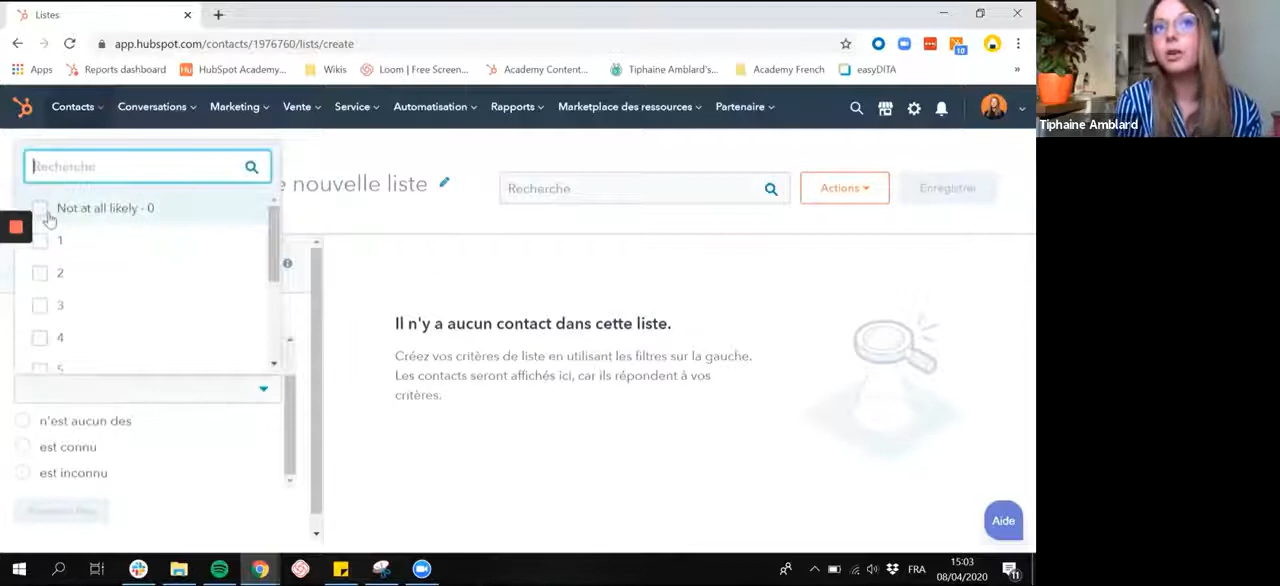 Listes
app.hubspot.com/contacts/1976760/lists/create
10
Apps
Reports dashboard
HubSpot Academy...
Wikis
Loom | Free Screen...
Academy Content...
Tiphaine Amblard's...
Academy French
easyDITA
»
Contacts
Conversations
Marketing
Vente
Service
Automatisation
Rapports
Marketplace des ressources
Partenaire
Tiphaine Amblard
Recherche
e nouvelle liste
Recherche
Actions
Enregistrer
Not at all likely - 0
1
2
3
4
5
Il n'y a aucun contact dans cette liste.
Créez vos critères de liste en utilisant les filtres sur la gauche.
Les contacts seront affichés ici, car ils répondent à vos
critères.
n'est aucun des
est connu
est inconnu
Aide
FRA
15:03
08/04/2020
11